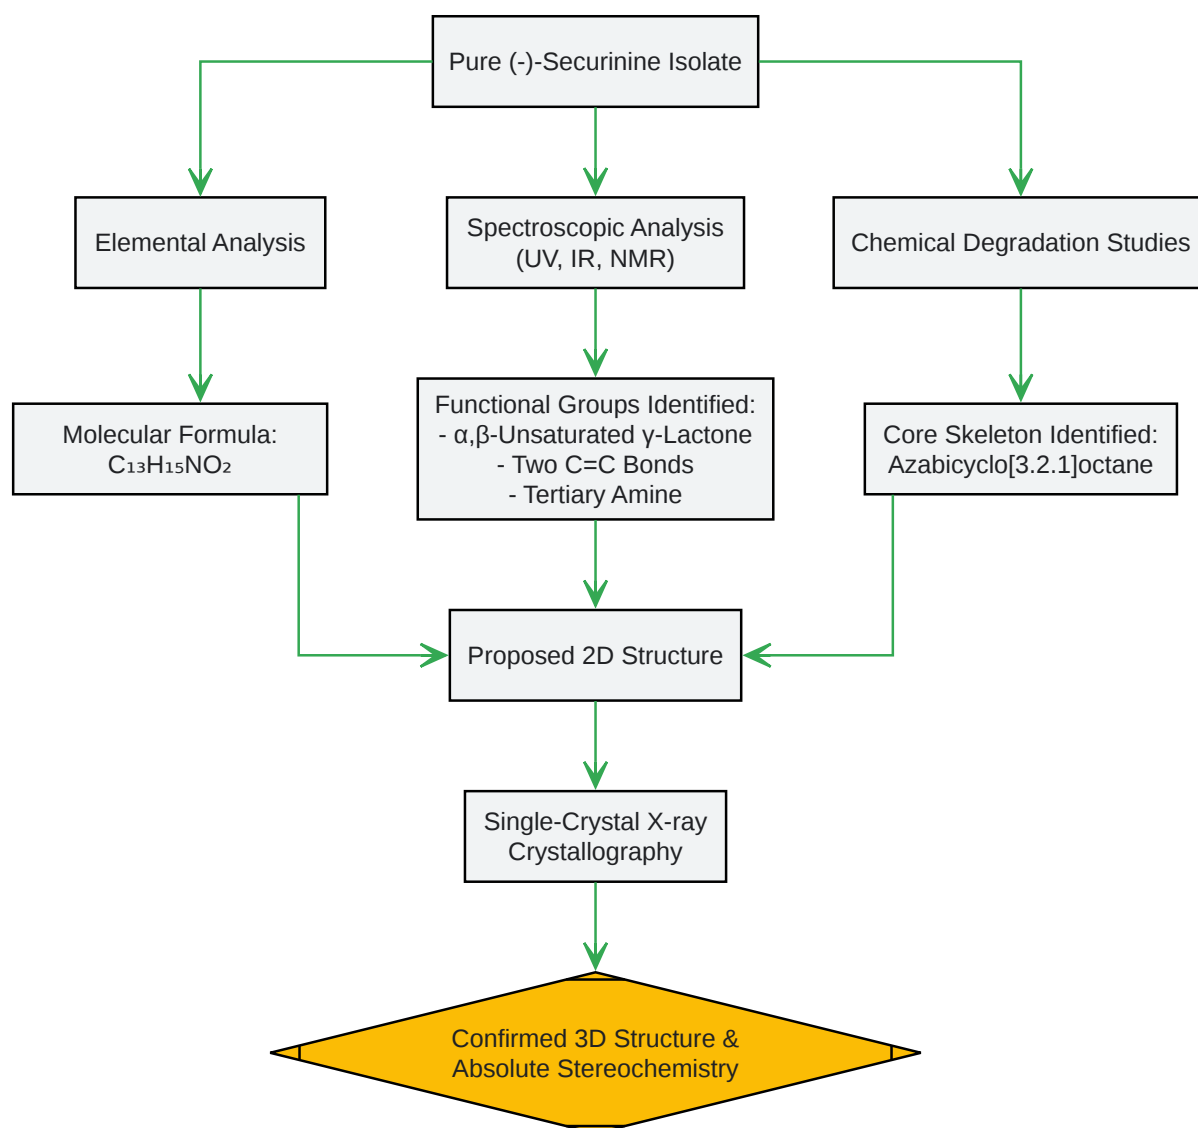 Pure (-)-Securinine Isolate
Elemental Analysis
Spectroscopic Analysis
(UV, IR, NMR)
Chemical Degradation Studies
Molecular Formula:
C₁₃H₁₅NO₂
Functional Groups Identified:
- α,β-Unsaturated γ-Lactone
- Two C=C Bonds
- Tertiary Amine
Core Skeleton Identified:
Azabicyclo[3.2.1]octane
Proposed 2D Structure
Single-Crystal X-ray
Crystallography
Confirmed 3D Structure &
Absolute Stereochemistry